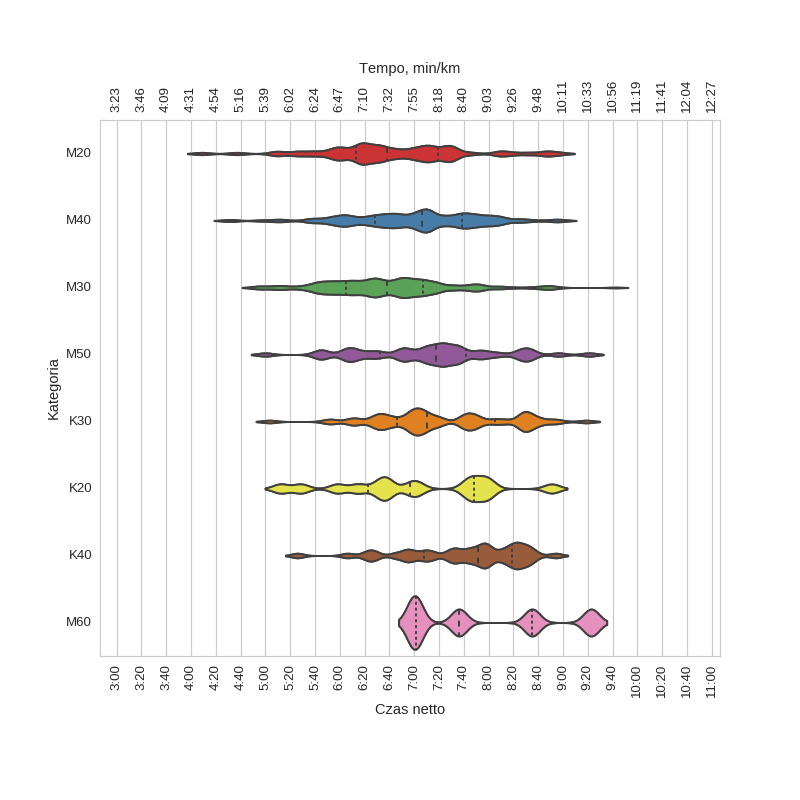 Tempo, min/km
3:23 3:46 4:09 4:31 4:54 5:16 5:39 6:02 6:24 6:47 7:10 7:32 7:55 8:18 8:40 9:03 9:26 9:48 10:11 10:33 10:56 11:19 11:41 12:04 12:27
Kategoria
M20
M40
M30
M50
K30
K20
K40
M60
3:00 3:20 3:40 4:00 4:20 4:40 5:00 5:20 5:40 6:00 6:20 6:40 7:00 7:20 7:40 8:00 8:20 8:40 9:00 9:20 9:40 10:00 10:20 10:40 11:00
Czas netto